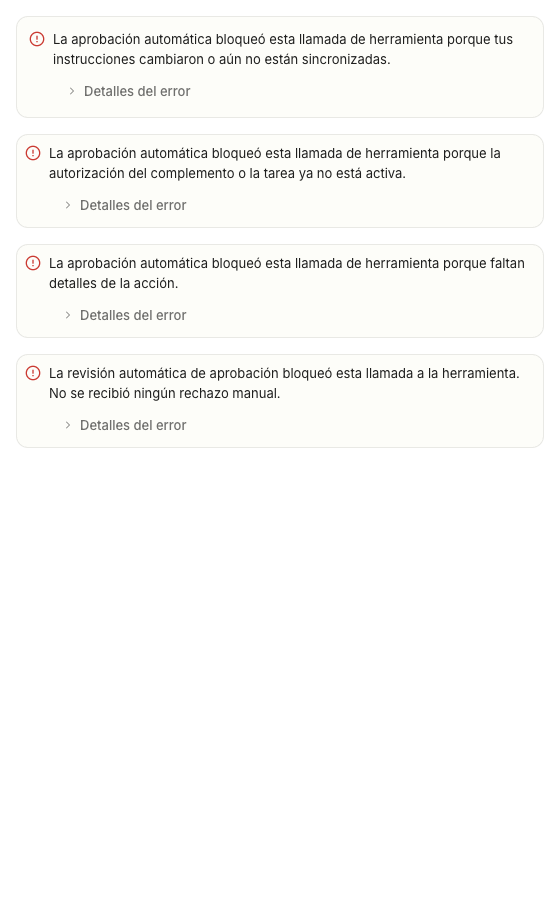 La aprobación automática bloqueó esta llamada de herramienta porque tus
instrucciones cambiaron o aún no están sincronizadas.
Detalles del error
La aprobación automática bloqueó esta llamada de herramienta porque la
autorización del complemento o la tarea ya no está activa.
Detalles del error
La aprobación automática bloqueó esta llamada de herramienta porque faltan
detalles de la acción.
Detalles del error
La revisión automática de aprobación bloqueó esta llamada a la herramienta.
No se recibió ningún rechazo manual.
Detalles del error